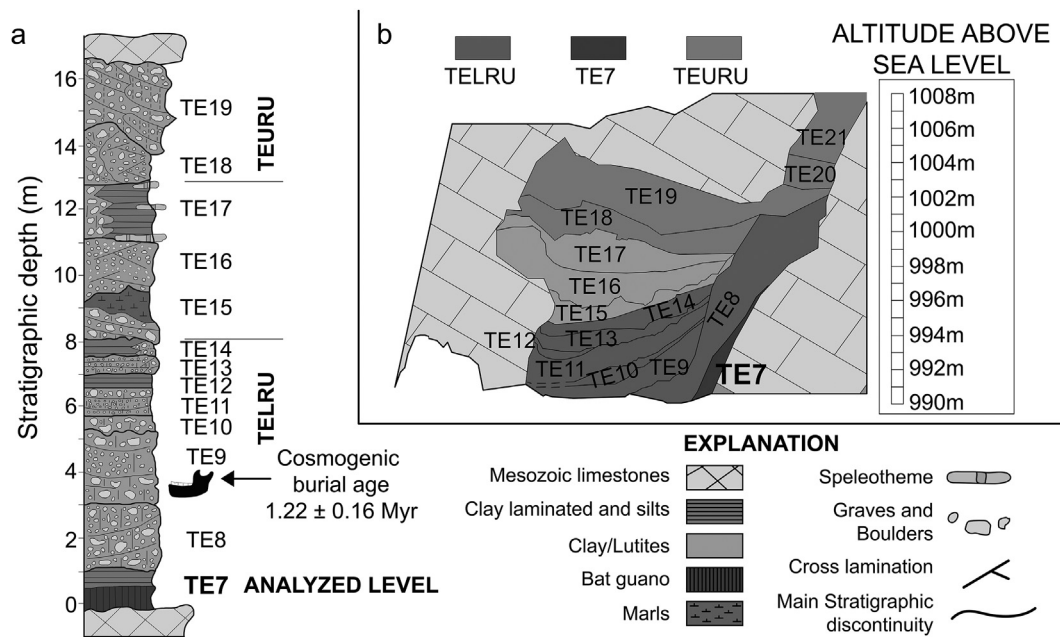 a
Stratigraphic depth (m)
16
14
12
10
8
6
4
2
0
TE19
TE18
TE17
TE16
TE15
TE14
TE13
TE12
TE11
TE10
TE9
TE8
TE7 ANALYZED LEVEL
TEURU
TELRU
Cosmogenic
burial age
1.22 ± 0.16 Myr
b
TELRU
TE7
TEURU
ALTITUDE ABOVE
SEA LEVEL
1008m
1006m
1004m
1002m
1000m
998m
996m
994m
992m
990m
TE21
TE20
TE19
TE18
TE17
TE16
TE15
TE14
TE12
TE13
TE11
TE10
TE9
TE8
TE7
EXPLANATION
Mesozoic limestones
Clay laminated and silts
Clay/Lutites
Bat guano
Marls
Speleotheme
Graves and
Boulders
Cross lamination
Main Stratigraphic
discontinuity